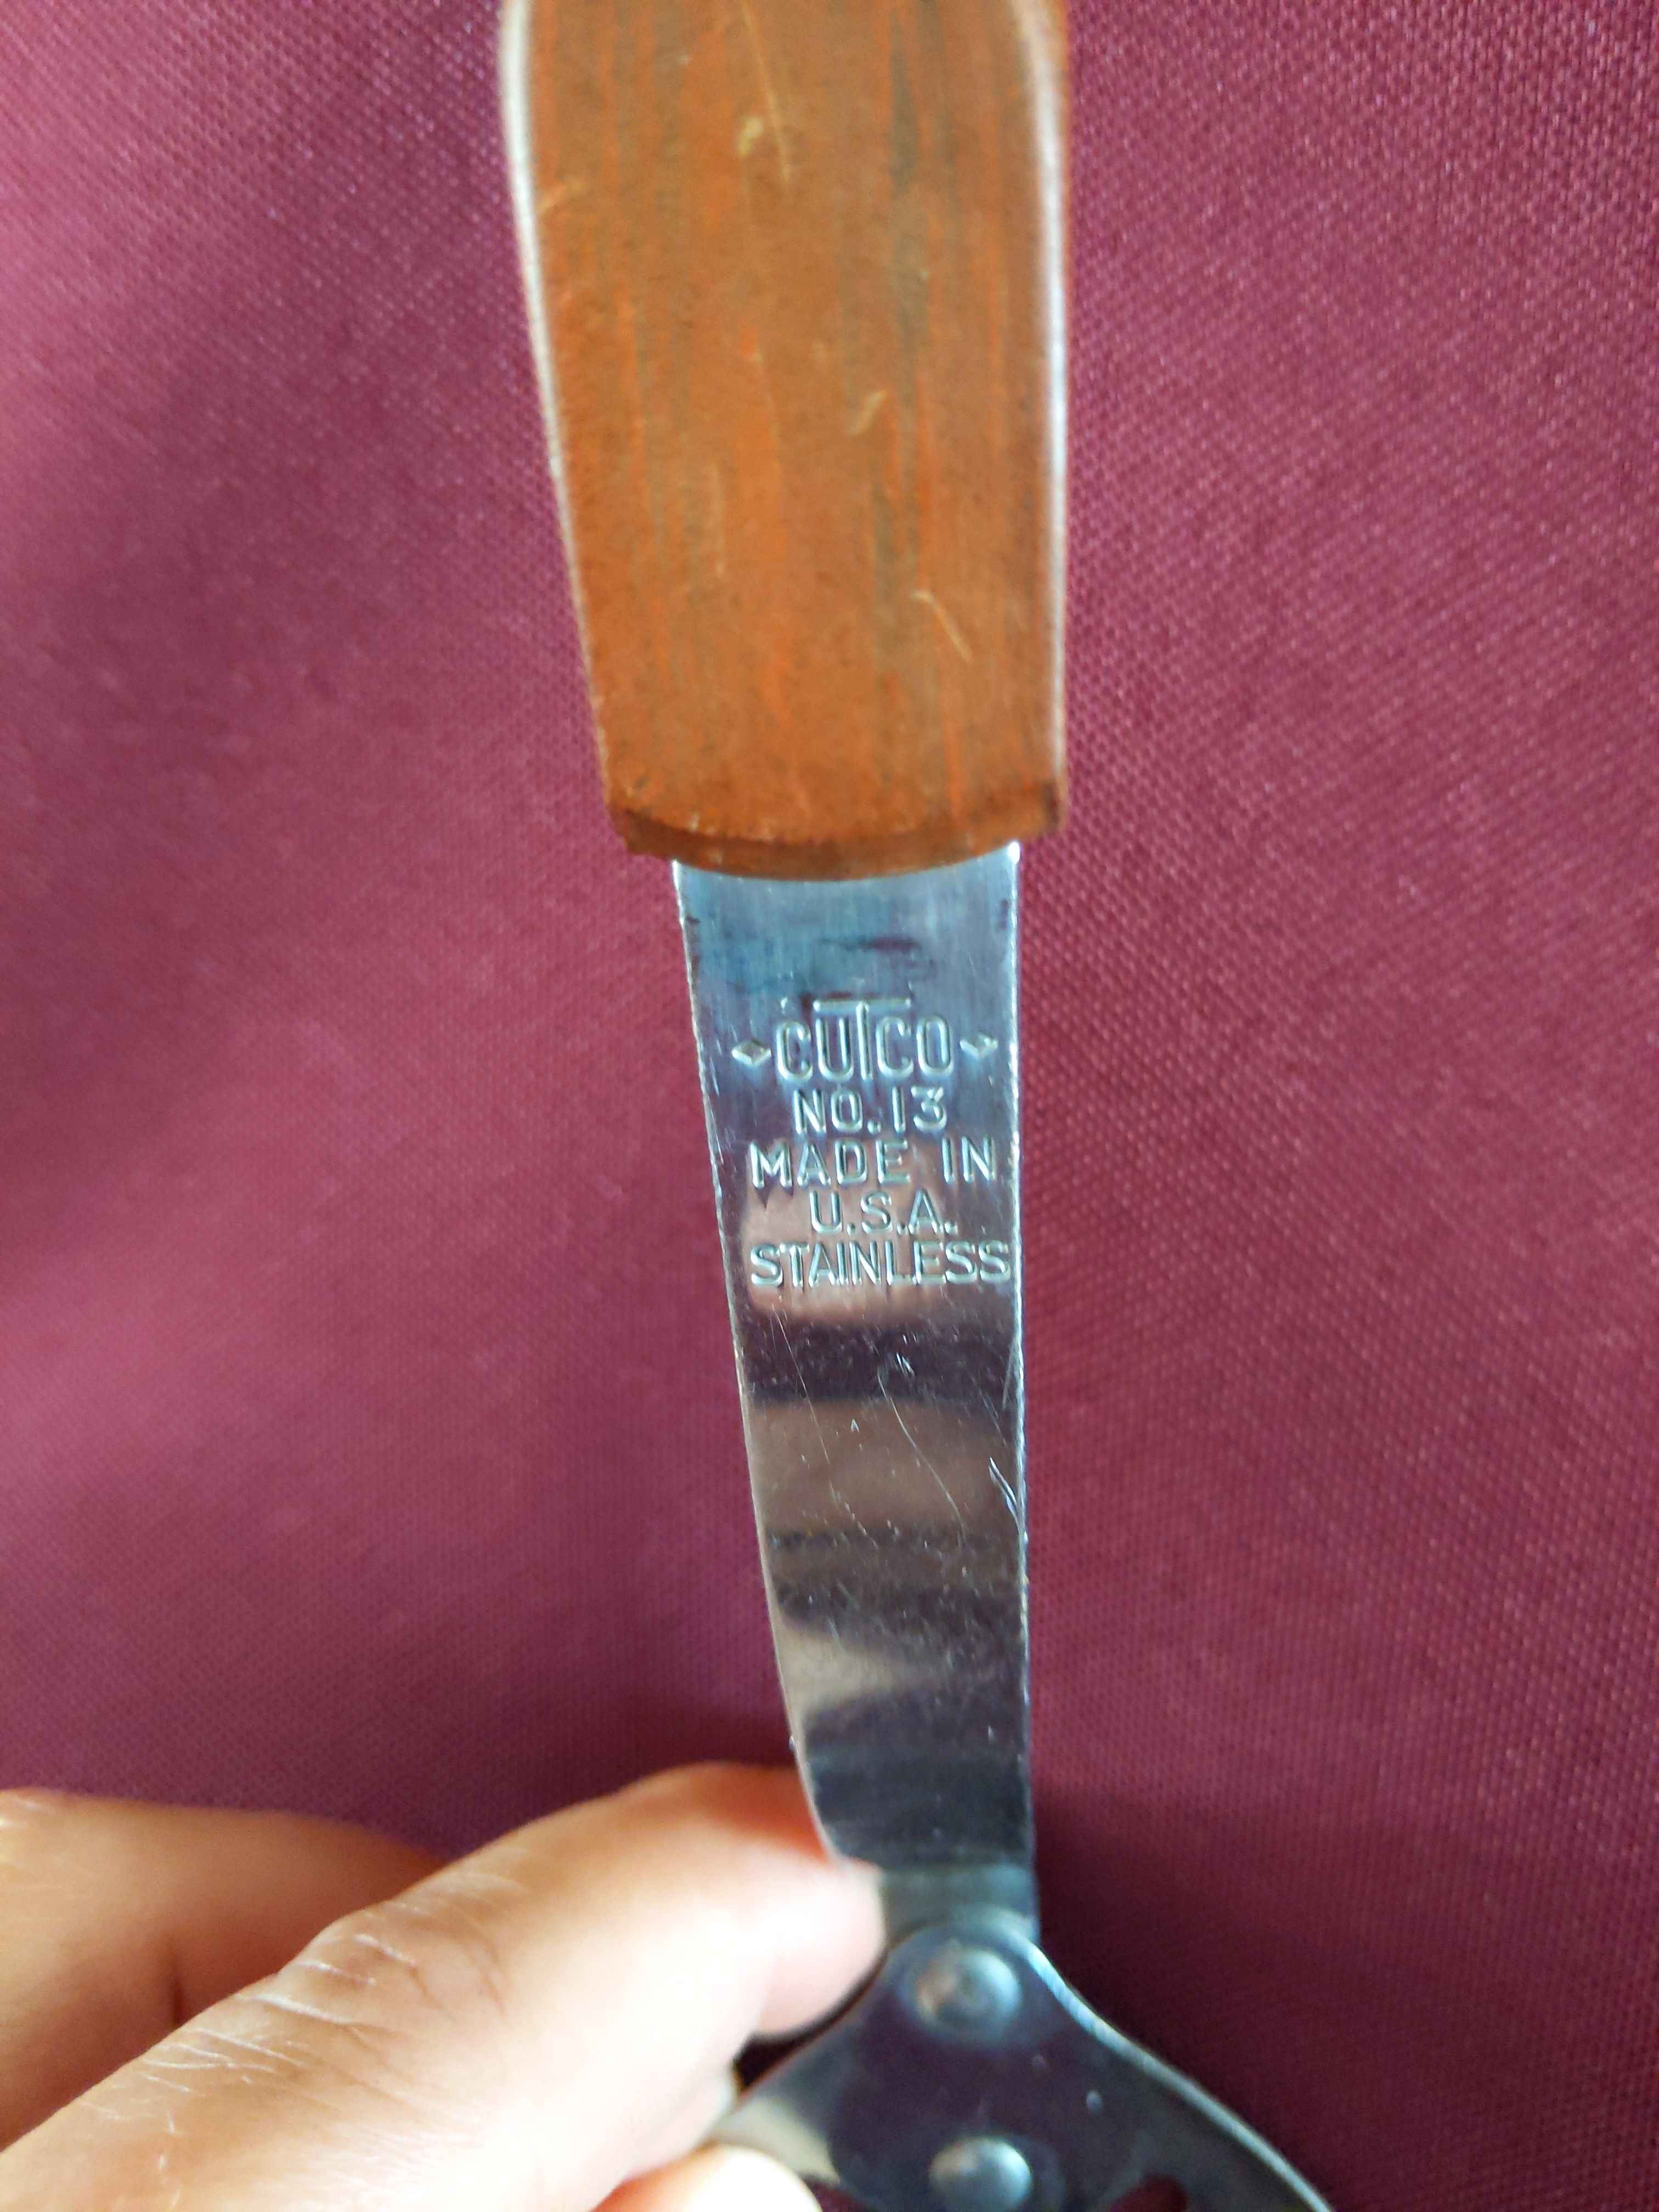 CUTCO
NO. 13
MADE IN
U.S.A.
STAINLESS